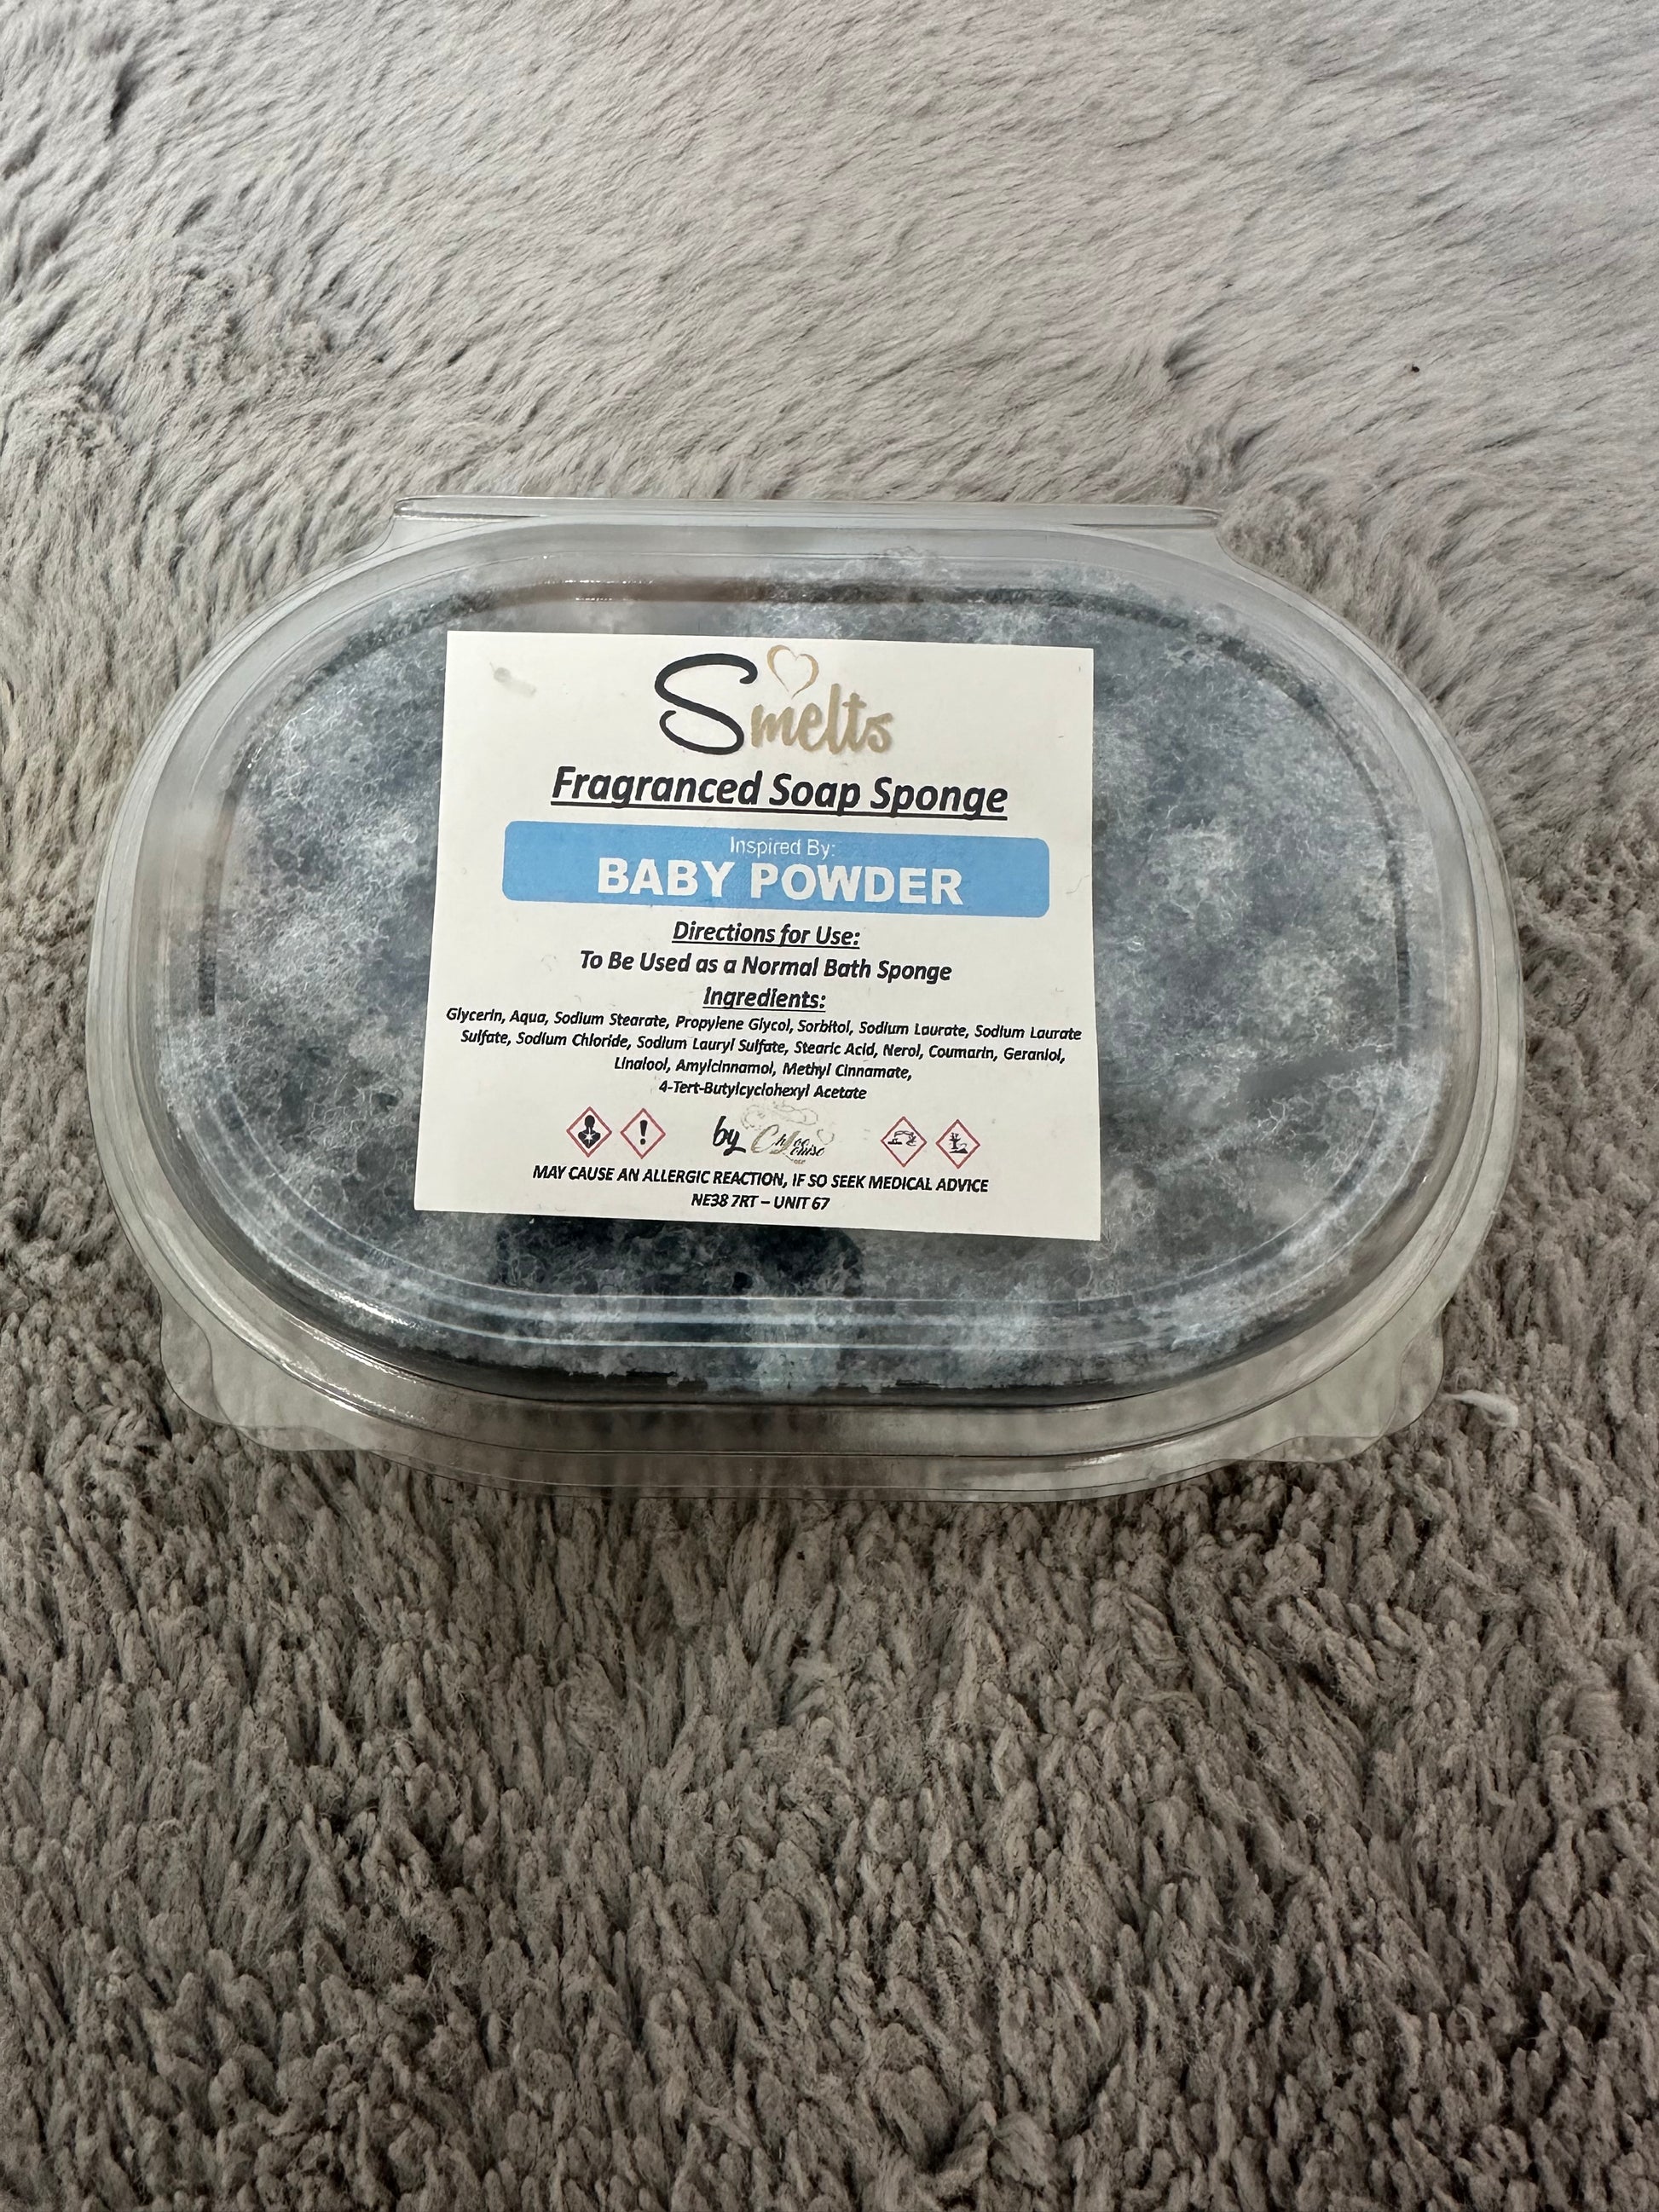 Smelts
Fragranced Soap Sponge
Inspired By:
BABY POWDER
Directions for Use:
To Be Used as a Normal Bath Sponge
Ingredients:
Glycerin, Aqua, Sodium Stearate, Propylene Glycol, Sorbitol, Sodium Laurate, Sodium Laurate
Sulfate, Sodium Chloride, Sodium Lauryl Sulfate, Stearic Acid, Nerol, Coumarin, Geraniol,
Linalool, Amylcinnamol, Methyl Cinnamate,
4-Tert-Butylcyclohexyl Acetate
by Chloe Louise
MAY CAUSE AN ALLERGIC REACTION, IF SO SEEK MEDICAL ADVICE
NE38 7RT – UNIT 67